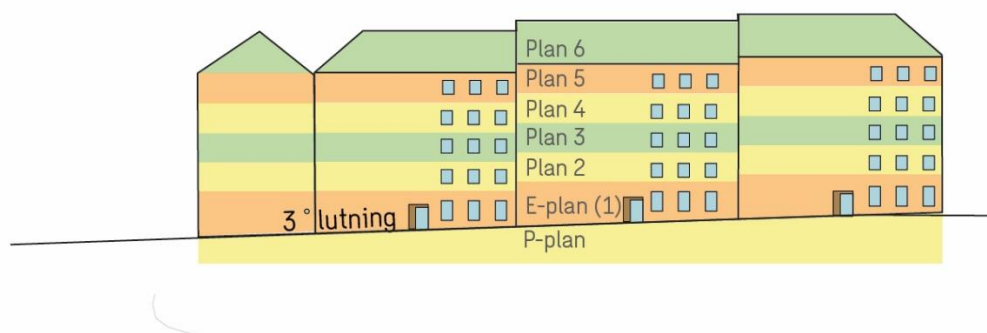 Plan 6
Plan 5
Plan 4
Plan 3
Plan 2
E-plan (1)
3° lutning
P-plan